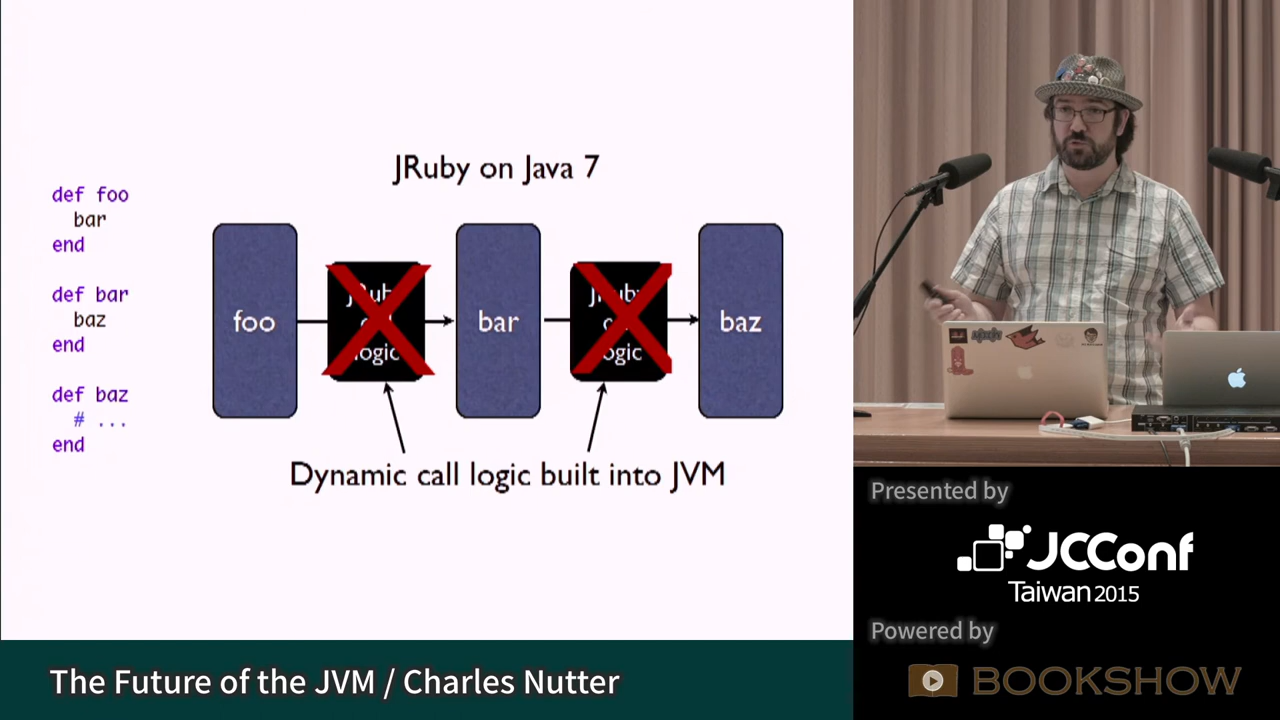 JRuby on Java 7
def foo
bar
end
def bar
baz
end
def baz
# ...
end
foo
bar
logic
baz
Dynamic call logic built into JVM
Presented by
JCConf
Taiwan 2015
Powered by
BOOKSHOW
The Future of the JVM / Charles Nutter